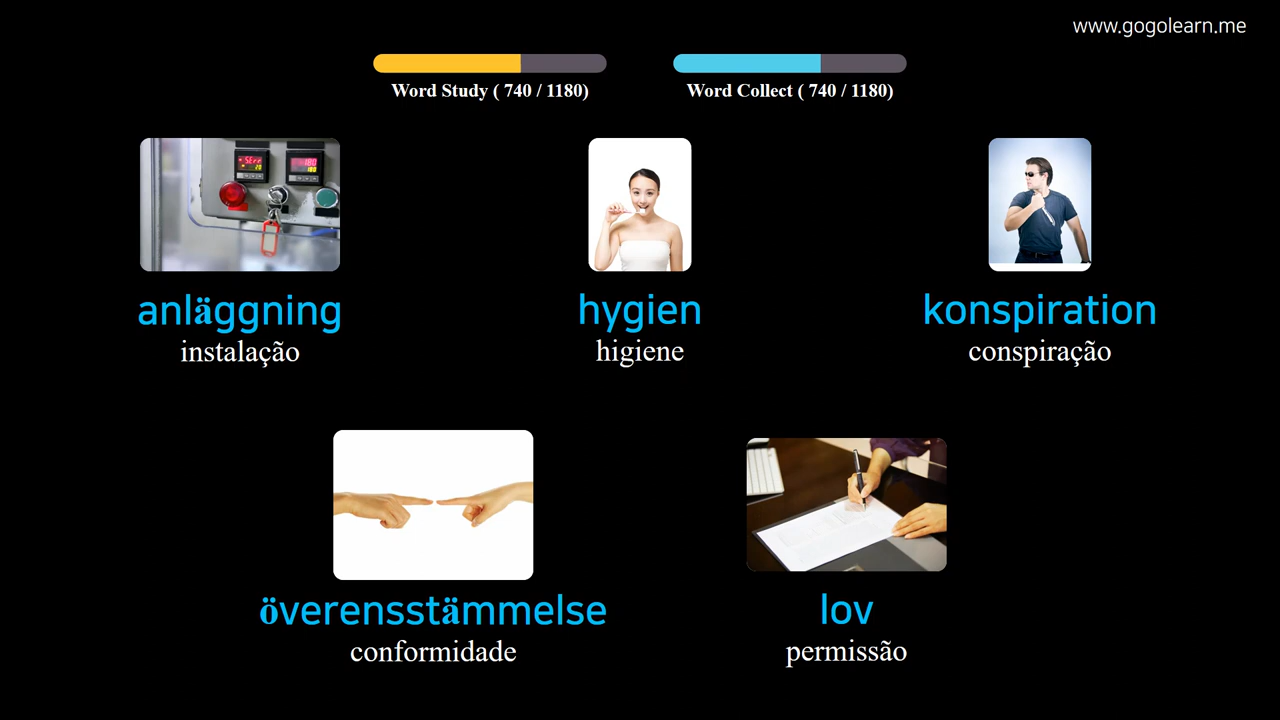 www.gogolearn.me
Word Study ( 740 / 1180)
Word Collect ( 740 / 1180)
anläggning
instalação
hygien
higiene
konspiration
conspiração
överensstämmelse
conformidade
lov
permissão